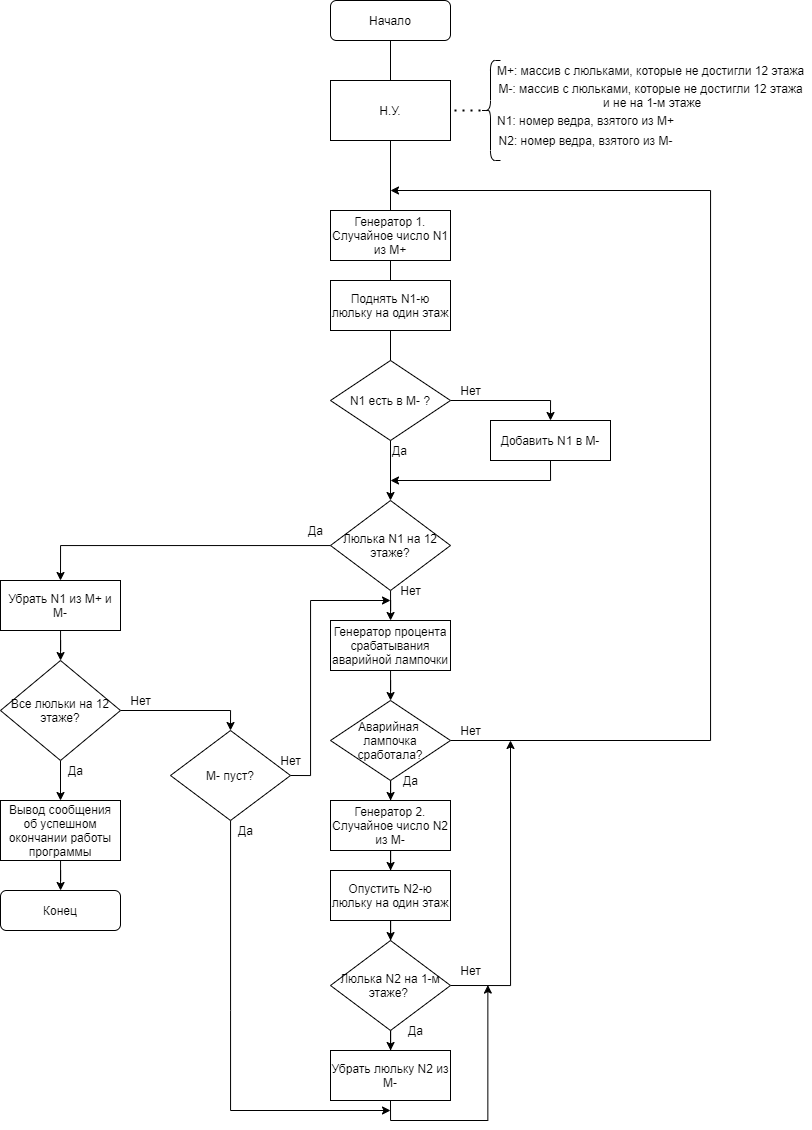 Начало
Н.У.
М+: массив с люльками, которые не достигли 12 этажа
М-: массив с люльками, которые не достигли 12 этажа
и не на 1-м этаже
N1: номер ведра, взятого из М+
N2: номер ведра, взятого из М-
Генератор 1.
Случайное число N1
из М+
Поднять N1-ю
люльку на один этаж
N1 есть в М- ?
Нет
Да
Добавить N1 в М-
Люлька N1 на 12
этаже?
Да
Нет
Убрать N1 из М+ и
М-
Генератор процента
срабатывания
аварийной лампочки
Все люльки на 12
этаже?
Нет
Да
М- пуст?
Нет
Да
Аварийная
лампочка
сработала?
Нет
Да
Вывод сообщения
об успешном
окончании работы
программы
Генератор 2.
Случайное число N2
из М-
Конец
Опустить N2-ю
люльку на один этаж
Люлька N2 на 1-м
этаже?
Нет
Да
Убрать люльку N2 из
М-